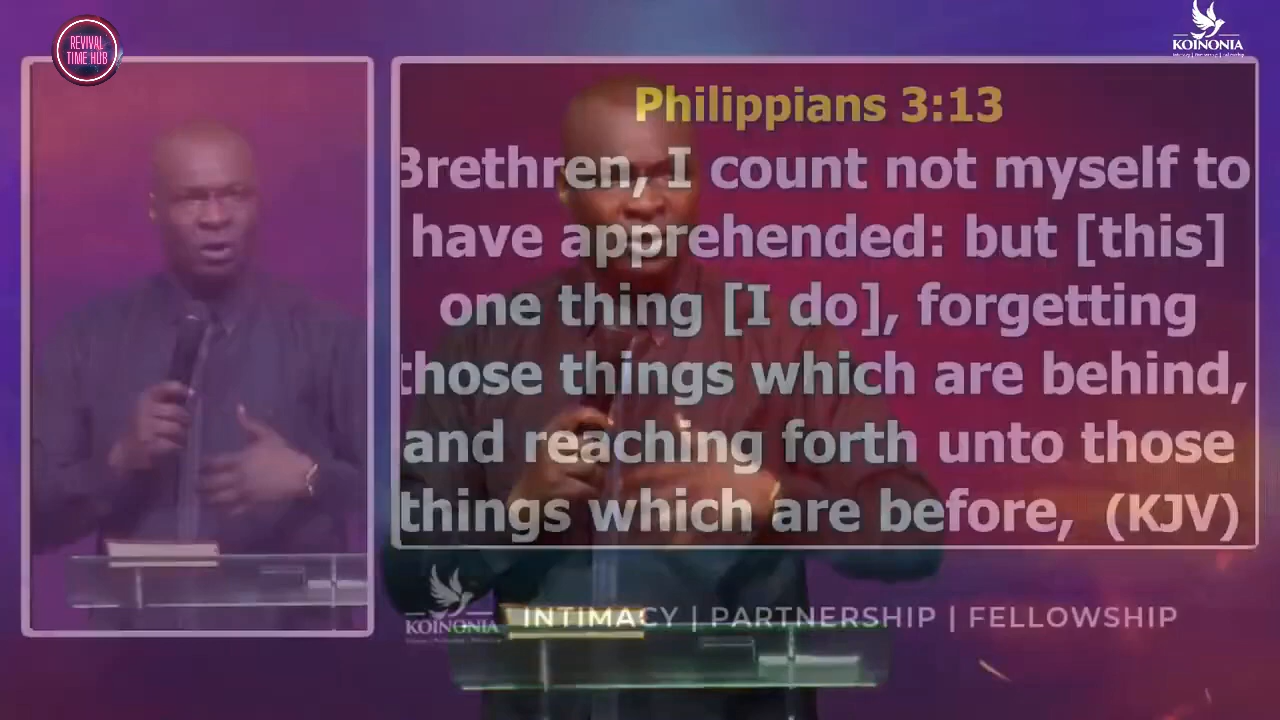 REVIVAL
TIME HUB
KOINONIA
Philippians 3:13
Brethren, I count not myself to
have apprehended: but [this]
one thing [I do], forgetting
those things which are behind,
and reaching forth unto those
things which are before, (KJV)
KOINONIA
INTIMACY | PARTNERSHIP | FELLOWSHIP